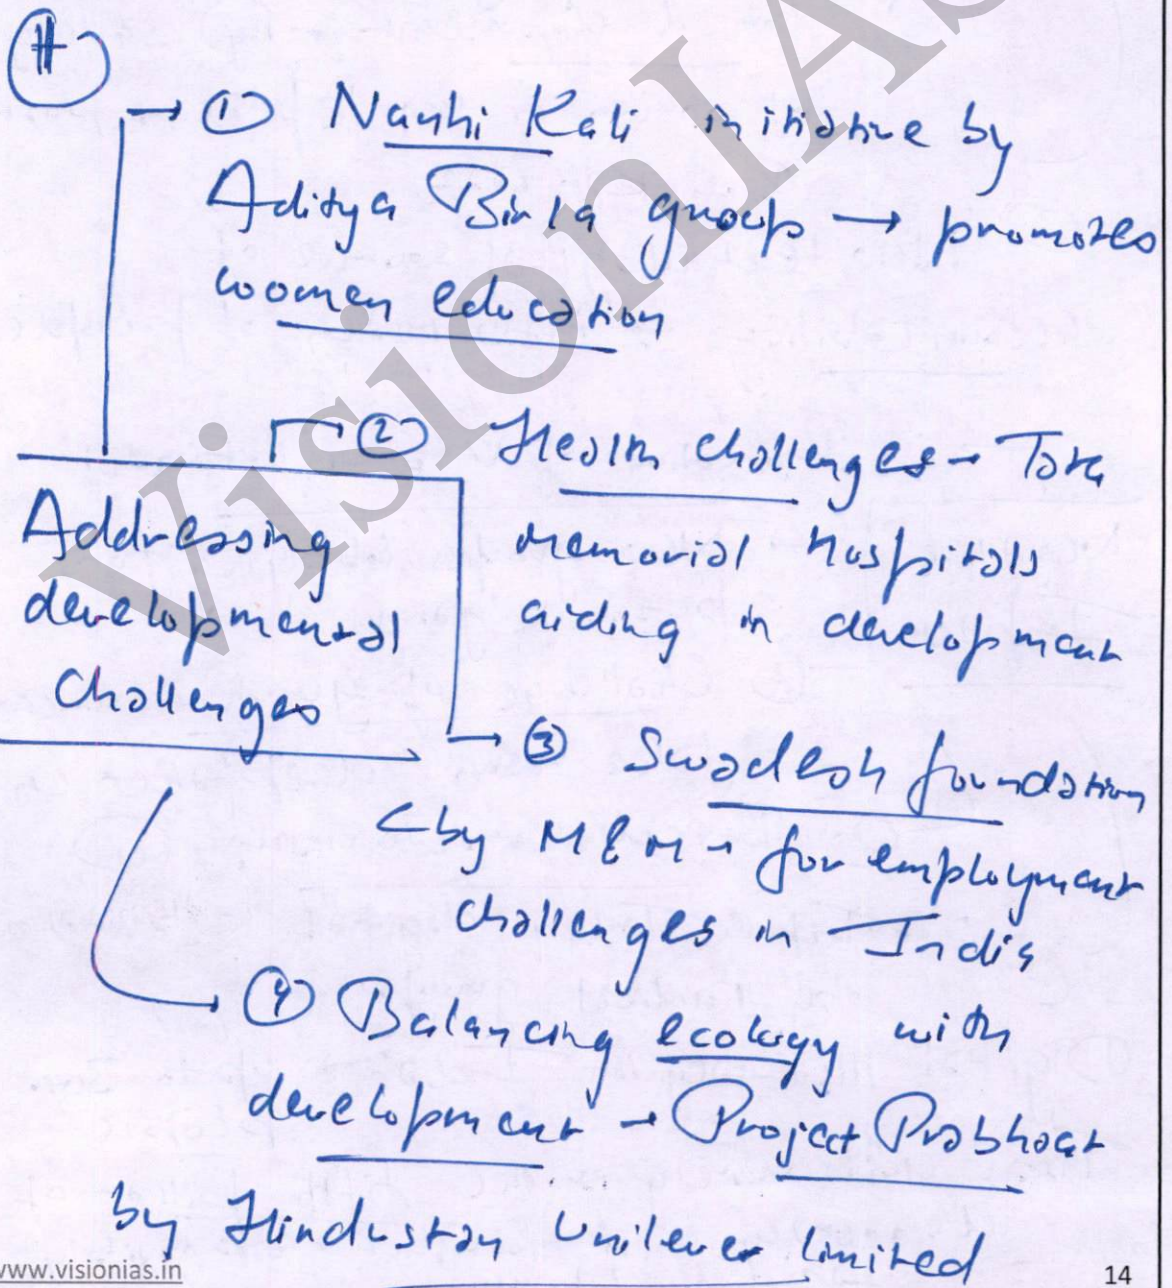 #
→ ① Nanhi Kali initiative by
Aditya Birla group → promotes
women education
② Health Challenges → Tata
memorial hospitals
aiding in development
Addressing
developmental
Challenges
→ ③ Swadesh foundation
by M & M → for employment
challenges in India
→ ④ Balancing ecology with
development → Project Prabhat
by Hindustan Unilever limited
VisionIAS
www.visionias.in
14